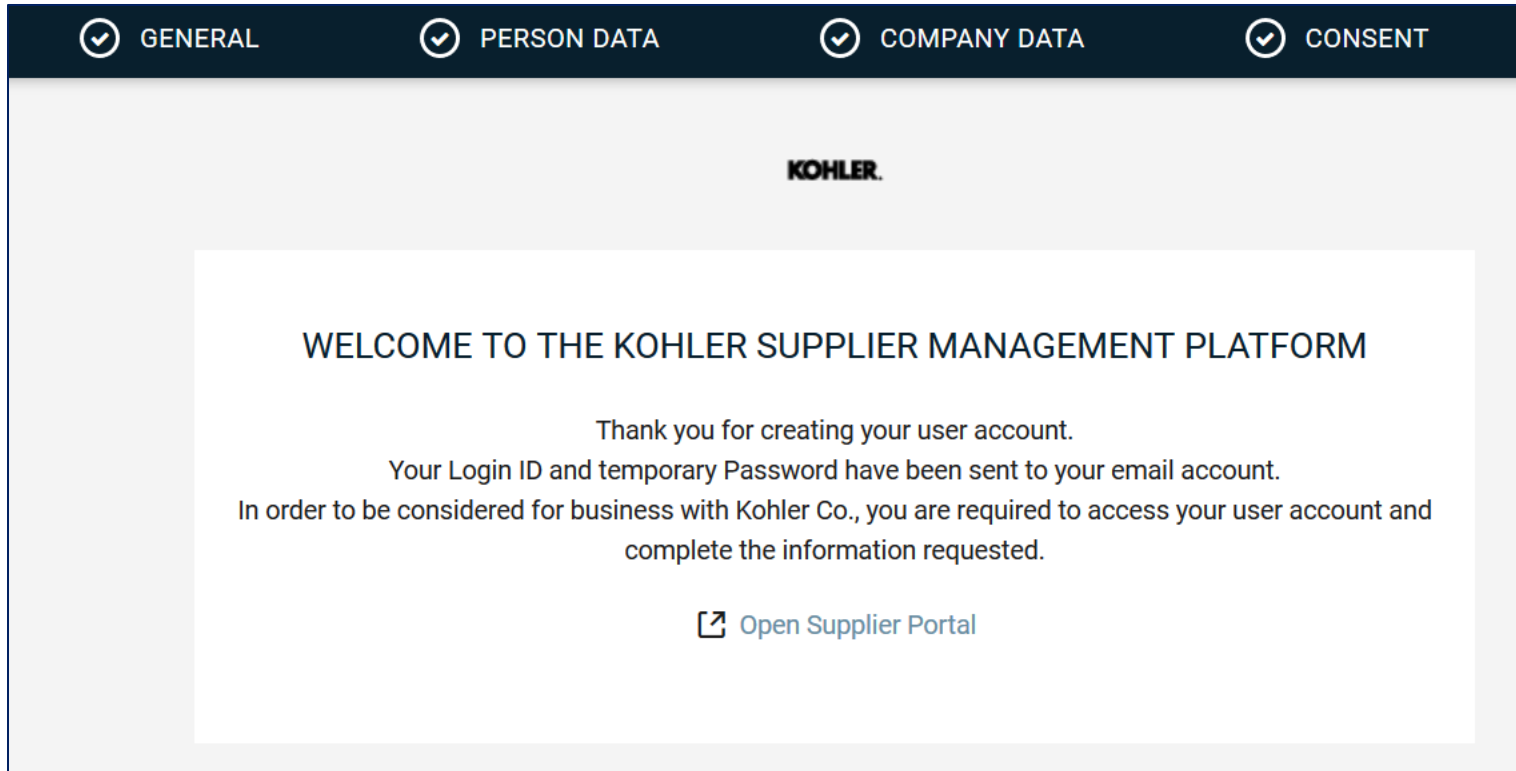 GENERAL PERSON DATA COMPANY DATA CONSENT
KOHLER.
WELCOME TO THE KOHLER SUPPLIER MANAGEMENT PLATFORM
Thank you for creating your user account.
Your Login ID and temporary Password have been sent to your email account.
In order to be considered for business with Kohler Co., you are required to access your user account and
complete the information requested.
Open Supplier Portal